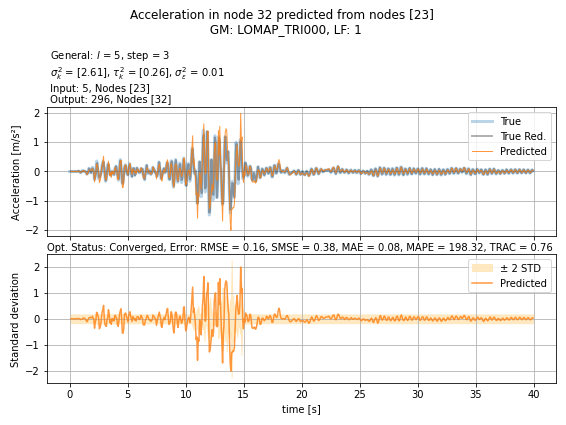 Acceleration in node 32 predicted from nodes [23]
GM: LOMAP_TRI000, LF: 1
General: l = 5, step = 3
σ²ₖ = [2.61], τ²ₖ = [0.26], σ²ε = 0.01
Input: 5, Nodes [23]
Output: 296, Nodes [32]
Acceleration [m/s²]
2
1
0
−1
−2
True
True Red.
Predicted
Opt. Status: Converged, Error: RMSE = 0.16, SMSE = 0.38, MAE = 0.08, MAPE = 198.32, TRAC = 0.76
Standard deviation
2
1
0
−1
−2
± 2 STD
Predicted
0 5 10 15 20 25 30 35 40
time [s]